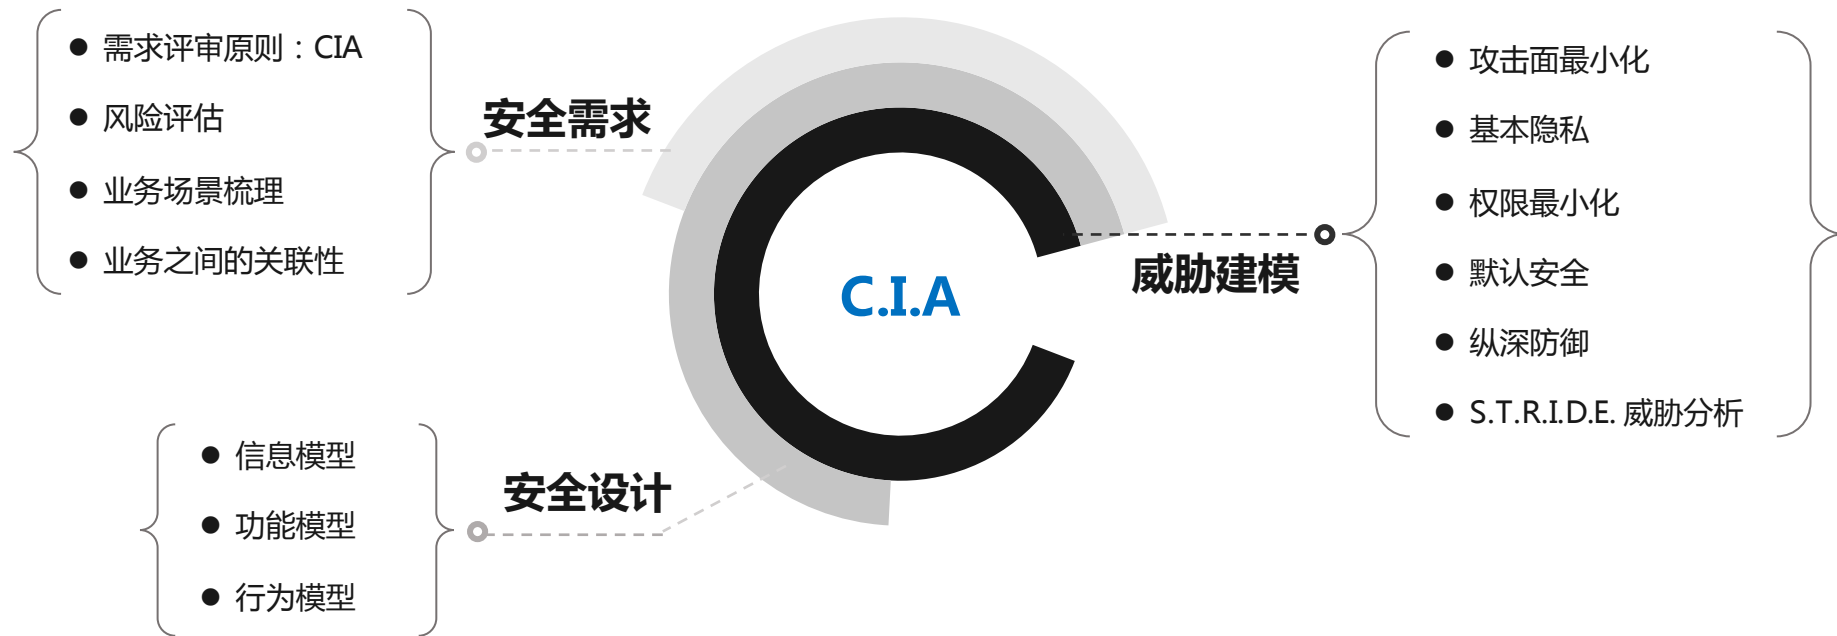 需求评审原则：CIA
风险评估
业务场景梳理
业务之间的关联性
安全需求
C.I.A
威胁建模
攻击面最小化
基本隐私
权限最小化
默认安全
纵深防御
S.T.R.I.D.E. 威胁分析
安全设计
信息模型
功能模型
行为模型